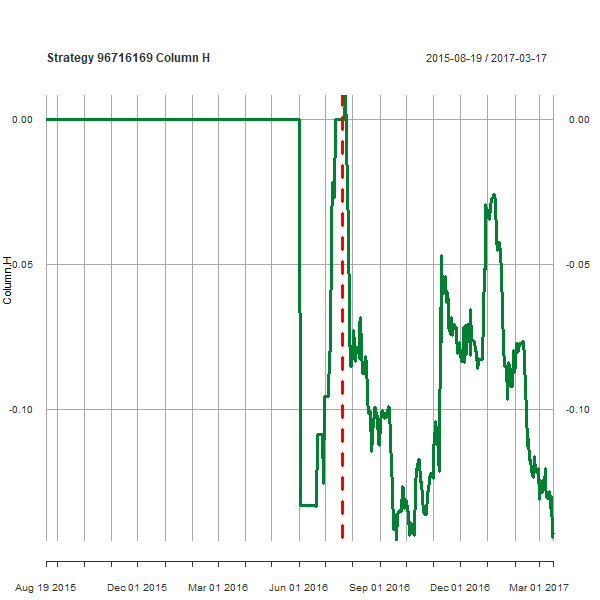 Strategy 96716169 Column H
2015-08-19 / 2017-03-17
0.00
0.00
-0.05
-0.05
-0.10
-0.10
Column.H
Aug 19 2015
Dec 01 2015
Mar 01 2016
Jun 01 2016
Sep 01 2016
Dec 01 2016
Mar 01 2017